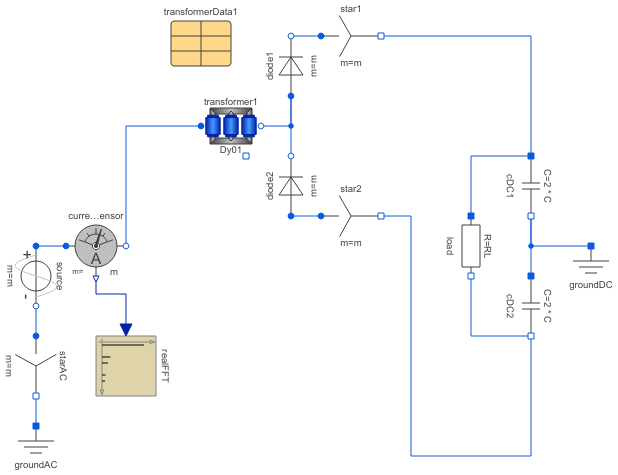 star1
transformerData1
diode1
m=m
m=m
transformer1
Dy01
cDC1
C=2 * C
diode2
m=m
star2
m=m
curre...ensor
A
m=
m
load
R=RL
groundDC
cDC2
C=2 * C
+
-
m=m
source
realFFT
m=m
starAC
groundAC